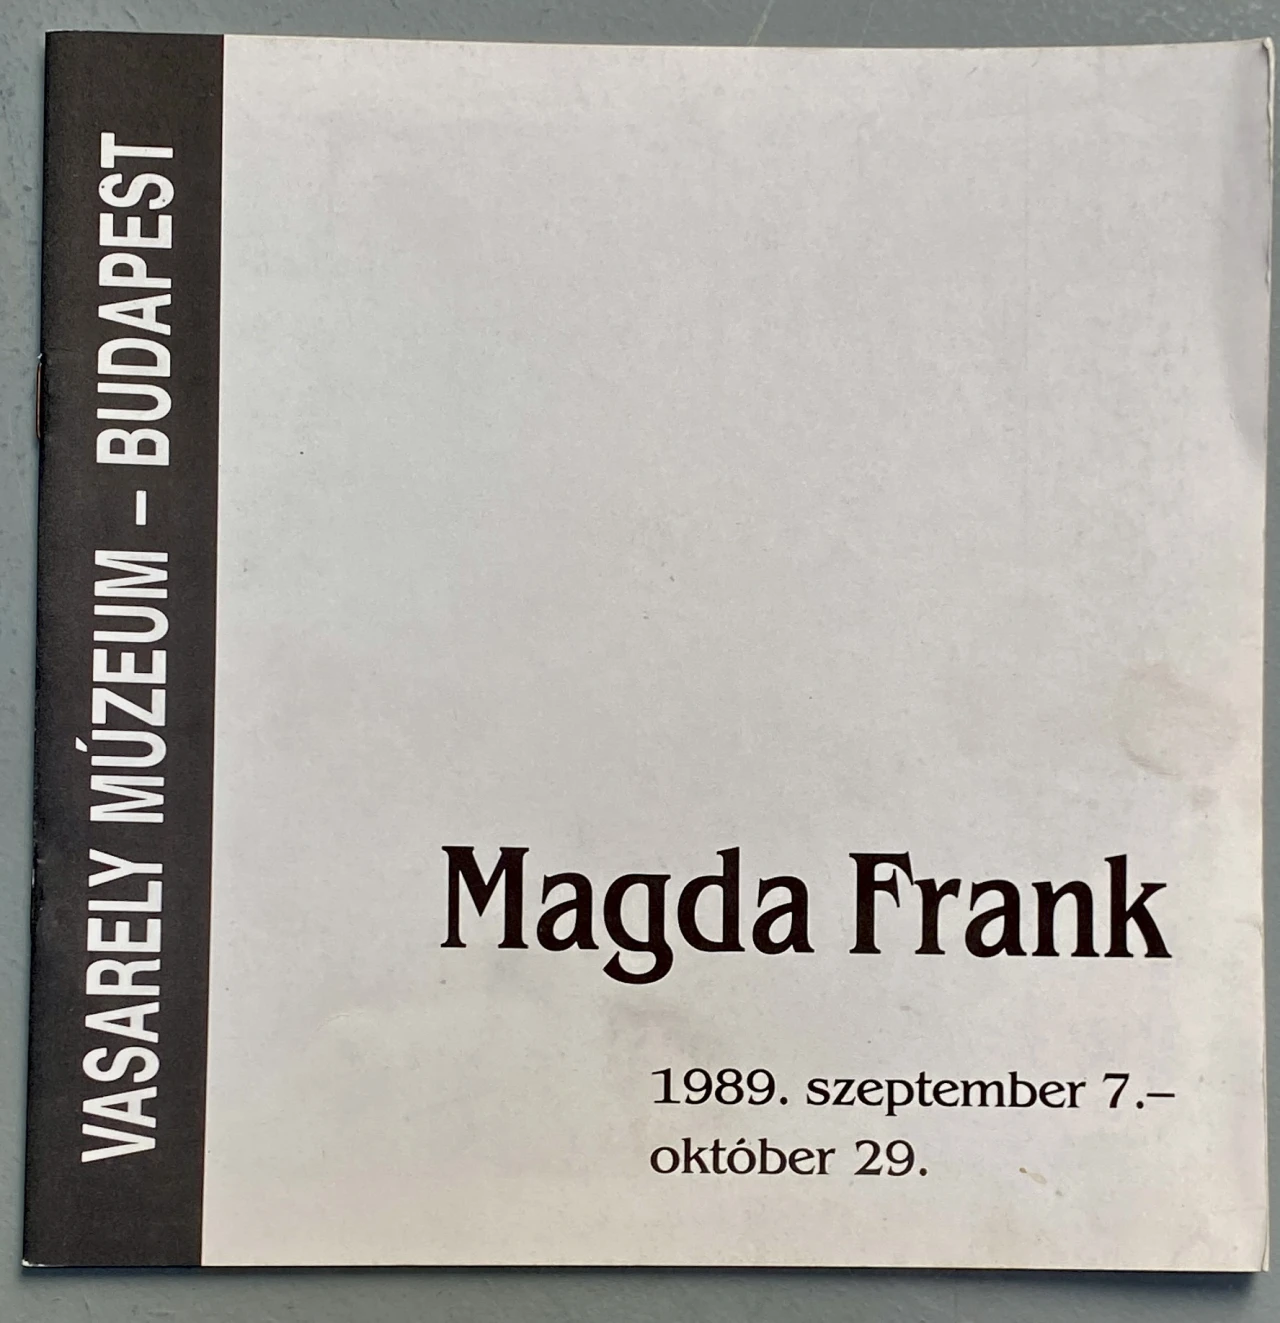 VASARELY MÚZEUM – BUDAPEST
Magda Frank
1989. szeptember 7.–
október 29.